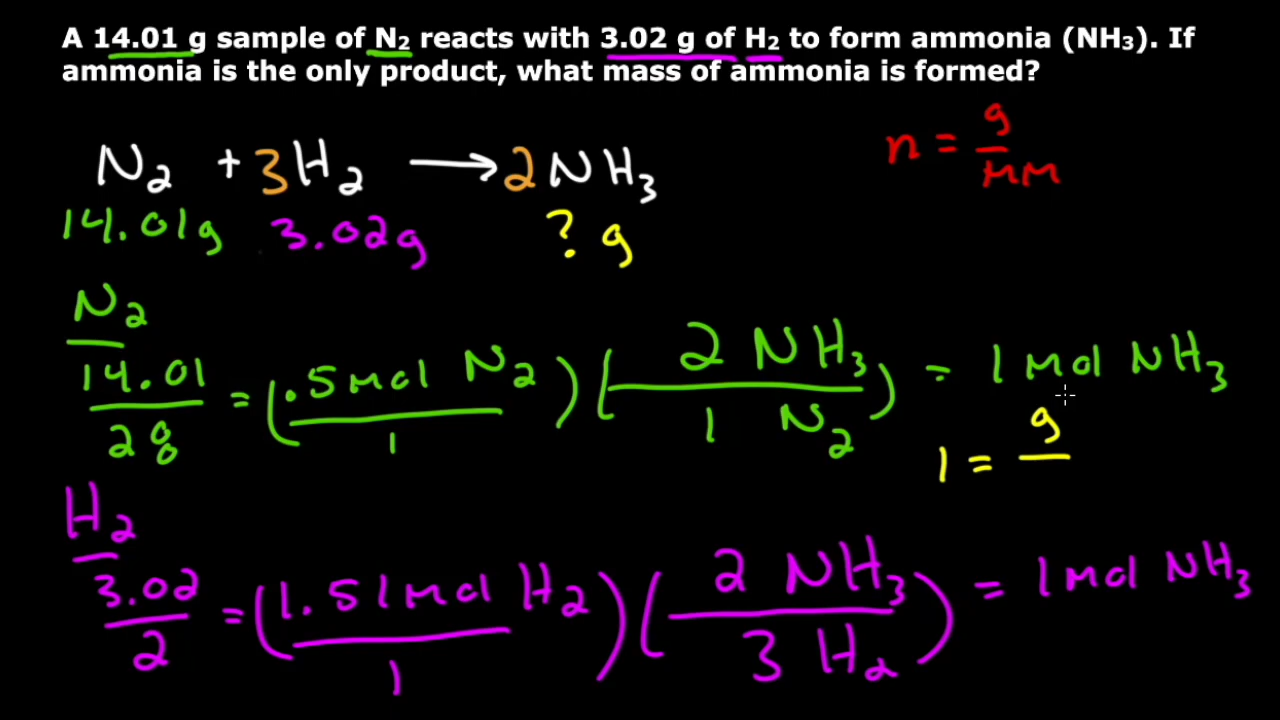 A 14.01 g sample of N₂ reacts with 3.02 g of H₂ to form ammonia (NH₃). If
ammonia is the only product, what mass of ammonia is formed?
n = g / MM
N₂ + 3H₂ → 2NH₃
14.01g 3.02g ? g
N₂
14.01 / 28 = (.5 mol N₂ / 1)(2 NH₃ / 1 N₂) = 1 mol NH₃
1 = g /
H₂
3.02 / 2 = (1.51 mol H₂ / 1)(2 NH₃ / 3 H₂) = 1 mol NH₃